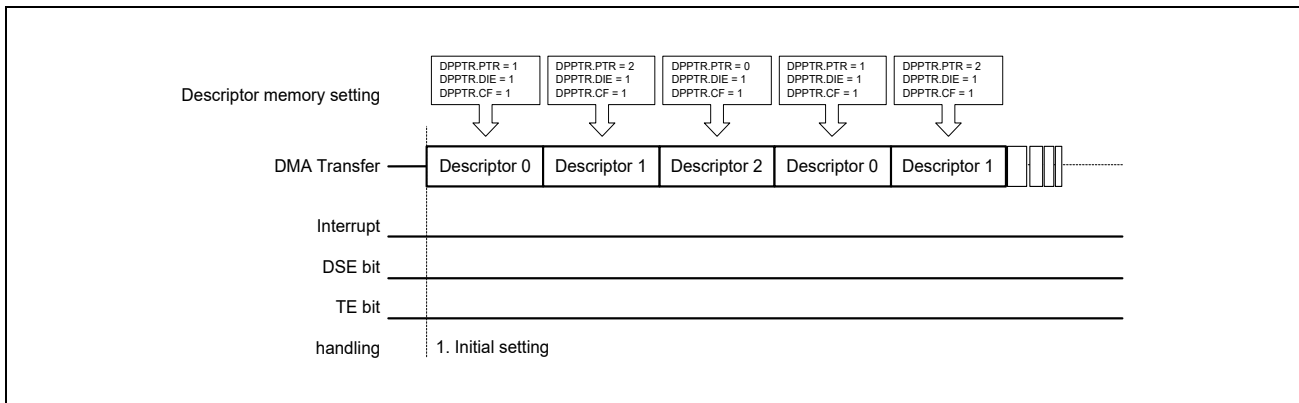 DPPTR.PTR = 1
DPPTR.DIE = 1
DPPTR.CF = 1
DPPTR.PTR = 2
DPPTR.DIE = 1
DPPTR.CF = 1
DPPTR.PTR = 0
DPPTR.DIE = 1
DPPTR.CF = 1
DPPTR.PTR = 1
DPPTR.DIE = 1
DPPTR.CF = 1
DPPTR.PTR = 2
DPPTR.DIE = 1
DPPTR.CF = 1
Descriptor memory setting
DMA Transfer
Descriptor 0
Descriptor 1
Descriptor 2
Descriptor 0
Descriptor 1
Interrupt
DSE bit
TE bit
handling
1. Initial setting